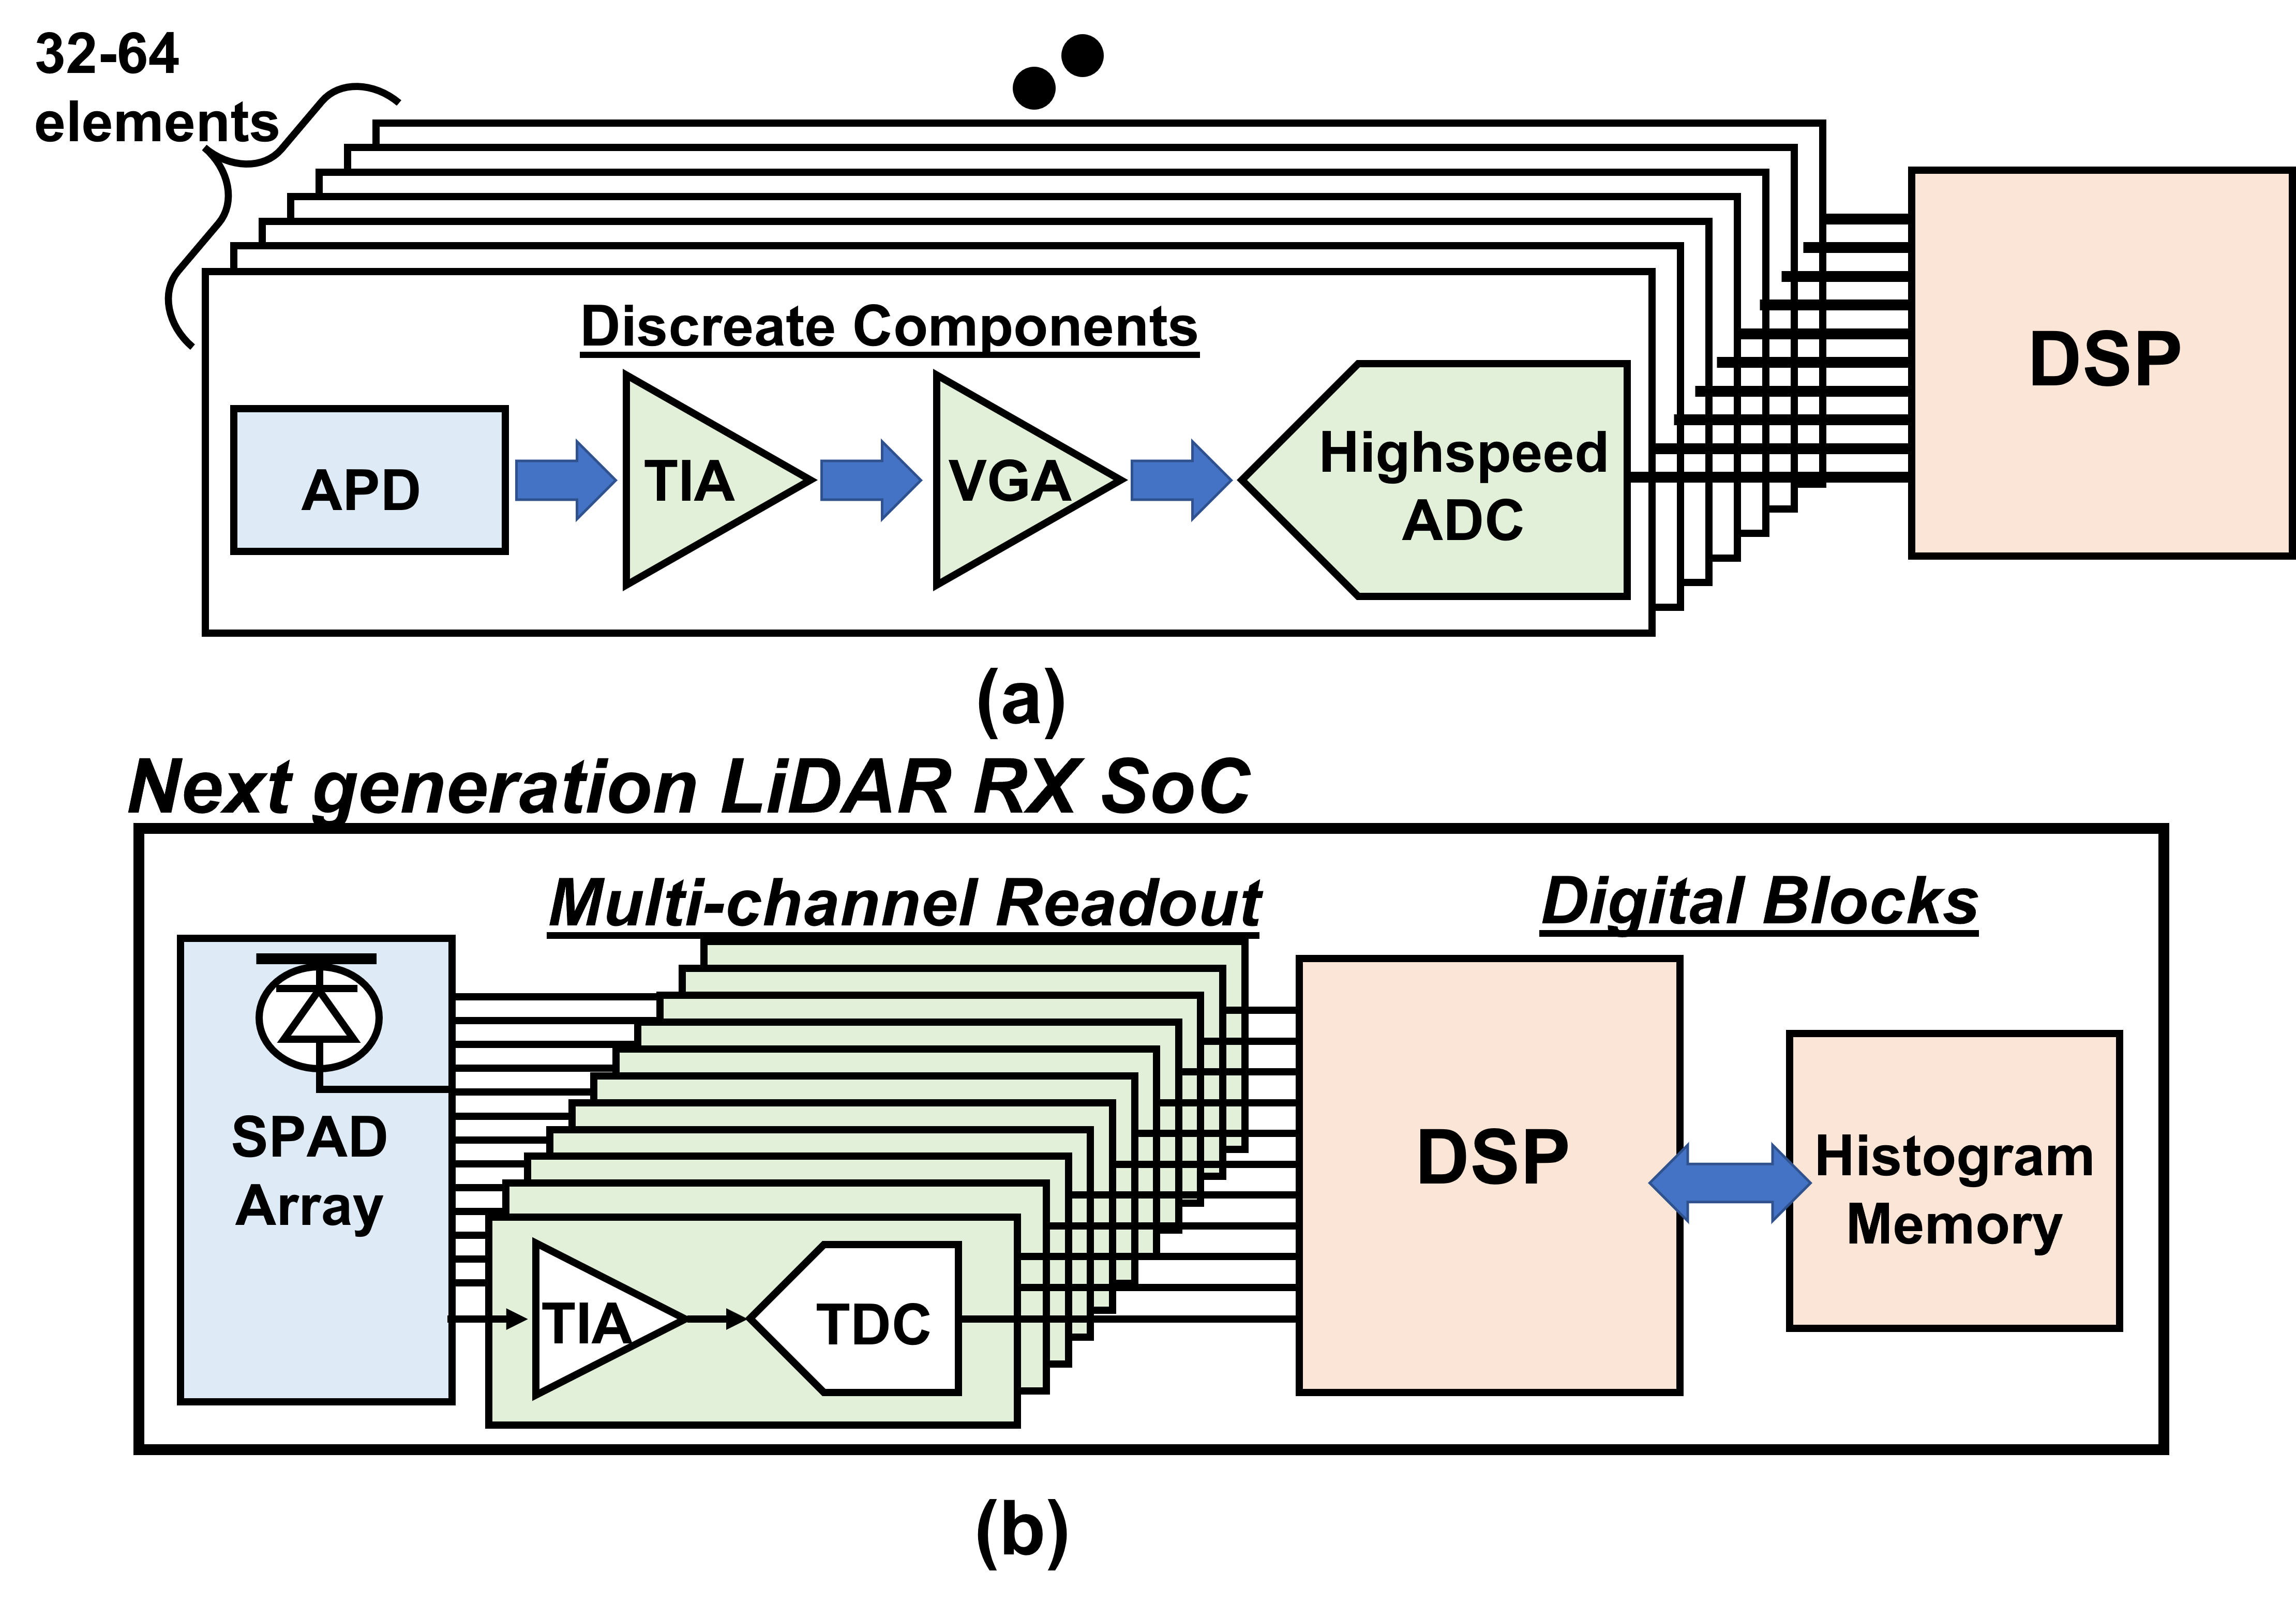 32-64
elements
Discreate Components
APD
TIA
VGA
Highspeed
ADC
DSP
(a)
Next generation LiDAR RX SoC
Multi-channel Readout
Digital Blocks
SPAD
Array
TIA
TDC
DSP
Histogram
Memory
(b)